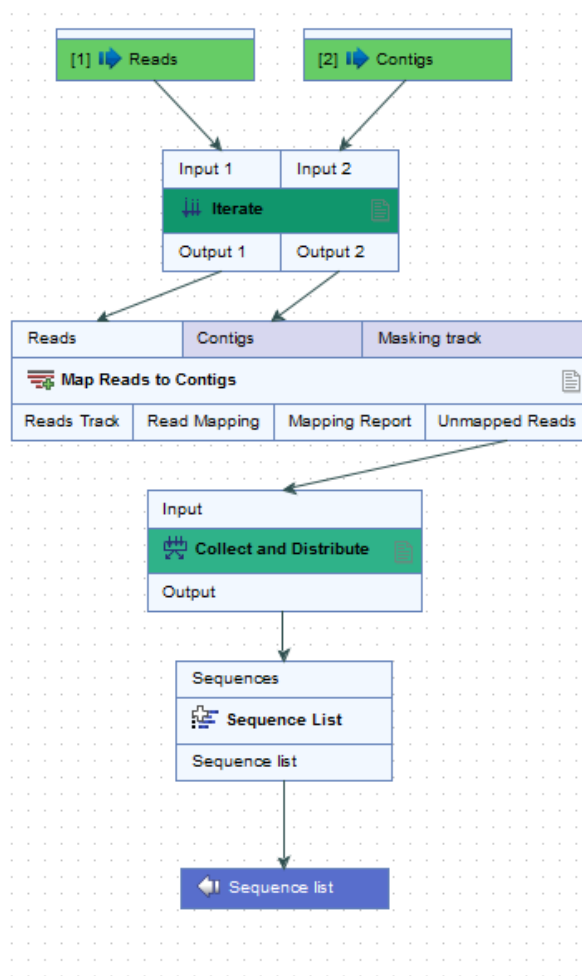 [1] Reads
[2] Contigs
Input 1
Input 2
Iterate
Output 1
Output 2
Reads
Contigs
Masking track
Map Reads to Contigs
Reads Track
Read Mapping
Mapping Report
Unmapped Reads
Input
Collect and Distribute
Output
Sequences
Sequence List
Sequence list
Sequence list